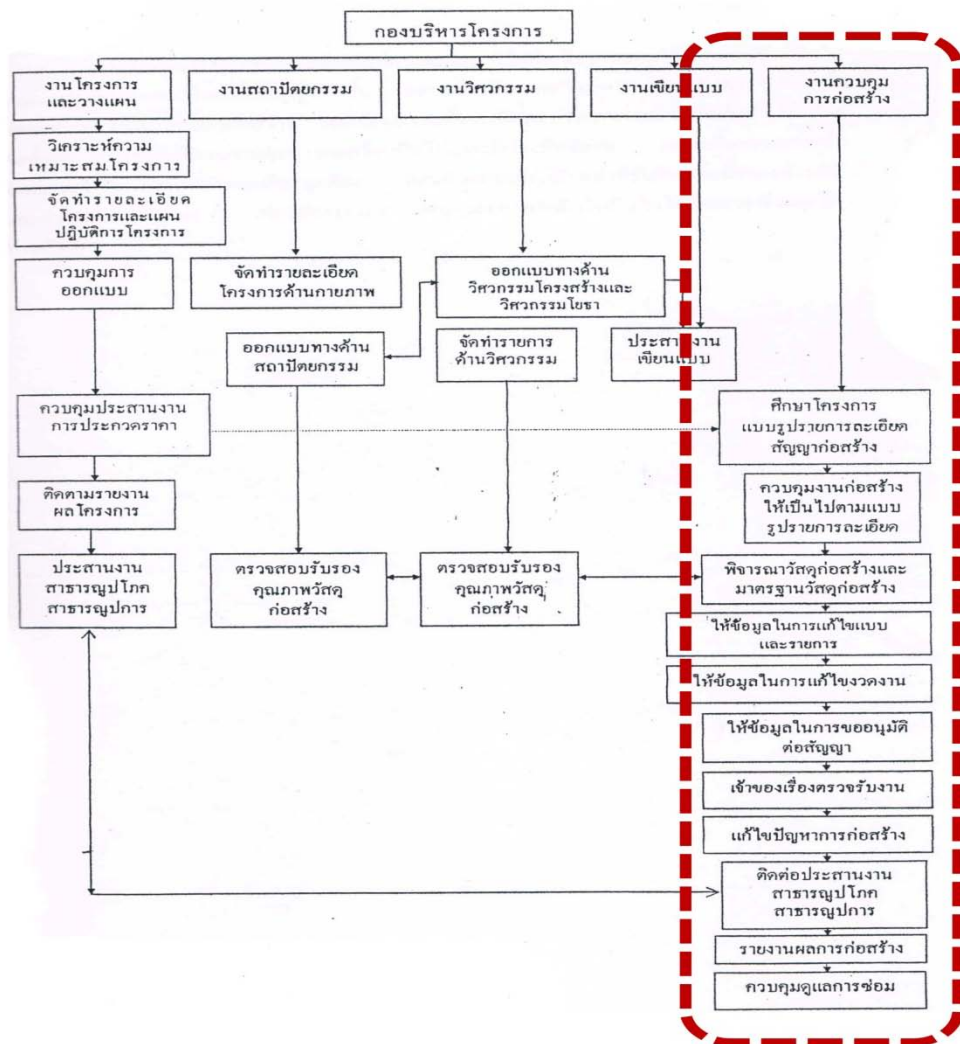 กองบริหารโครงการ
งานโครงการ
และวางแผน
งานสถาปัตยกรรม
งานวิศวกรรม
งานเขียนแบบ
งานควบคุม
การก่อสร้าง
วิเคราะห์ความ
เหมาะสมโครงการ
จัดทำรายละเอียด
โครงการและแผน
ปฏิบัติการโครงการ
ควบคุมการ
ออกแบบ
จัดทำรายละเอียด
โครงการด้านกายภาพ
ออกแบบทางด้าน
วิศวกรรมโครงสร้างและ
วิศวกรรมโยธา
ออกแบบทางด้าน
สถาปัตยกรรม
จัดทำรายการ
ด้านวิศวกรรม
ประสานงาน
เขียนแบบ
ควบคุมประสานงาน
การประกวดราคา
ศึกษาโครงการ
แบบรูปรายการละเอียด
สัญญาก่อสร้าง
ติดตามรายงาน
ผลโครงการ
ควบคุมงานก่อสร้าง
ให้เป็นไปตามแบบ
รูปรายการละเอียด
ประสานงาน
สาธารณูปโภค
สาธารณูปการ
ตรวจสอบรับรอง
คุณภาพวัสดุ
ก่อสร้าง
ตรวจสอบรับรอง
คุณภาพวัสดุ
ก่อสร้าง
พิจารณาวัสดุก่อสร้างและ
มาตรฐานวัสดุก่อสร้าง
ให้ข้อมูลในการแก้ไขแบบ
และรายการ
ให้ข้อมูลในการแก้ไขงวดงาน
ให้ข้อมูลในการขออนุมัติ
ต่อสัญญา
เจ้าของเรื่องตรวจรับงาน
แก้ไขปัญหาการก่อสร้าง
ติดต่อประสานงาน
สาธารณูปโภค
สาธารณูปการ
รายงานผลการก่อสร้าง
ควบคุมดูแลการซ่อม